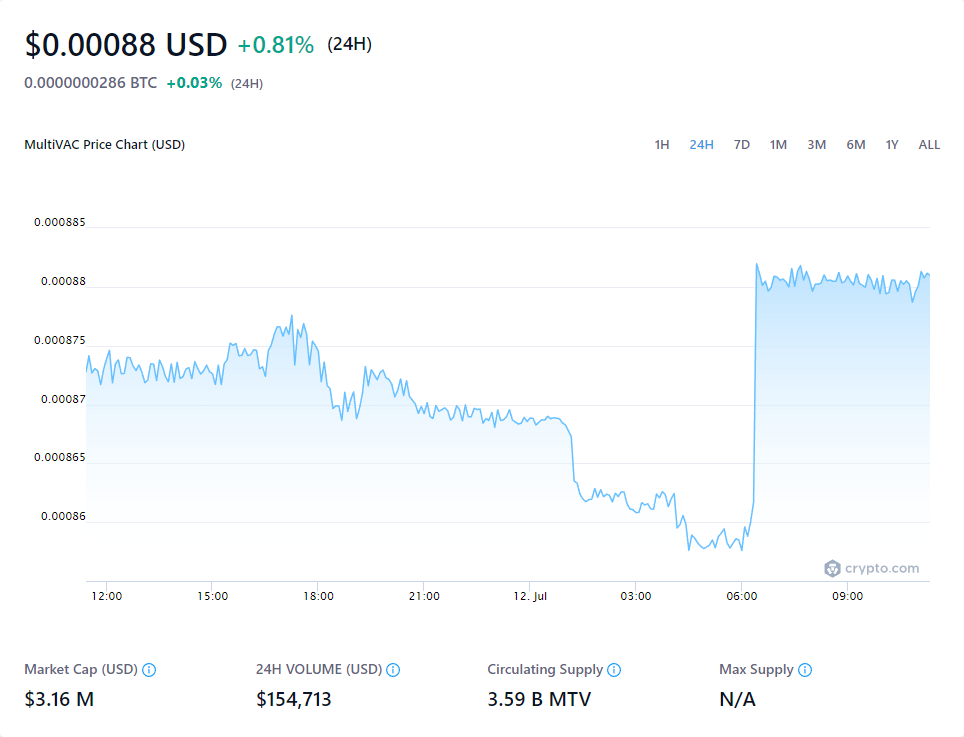 $0.00088 USD +0.81% (24H)
0.0000000286 BTC +0.03% (24H)
MultiVAC Price Chart (USD) 1H 24H 7D 1M 3M 6M 1Y ALL
0.000885
0.00088
0.000875
0.00087
0.000865
0.00086
crypto.com
12:00 15:00 18:00 21:00 12. Jul 03:00 06:00 09:00
Market Cap (USD) 24H VOLUME (USD) Circulating Supply Max Supply
$3.16 M $154,713 3.59 B MTV N/A